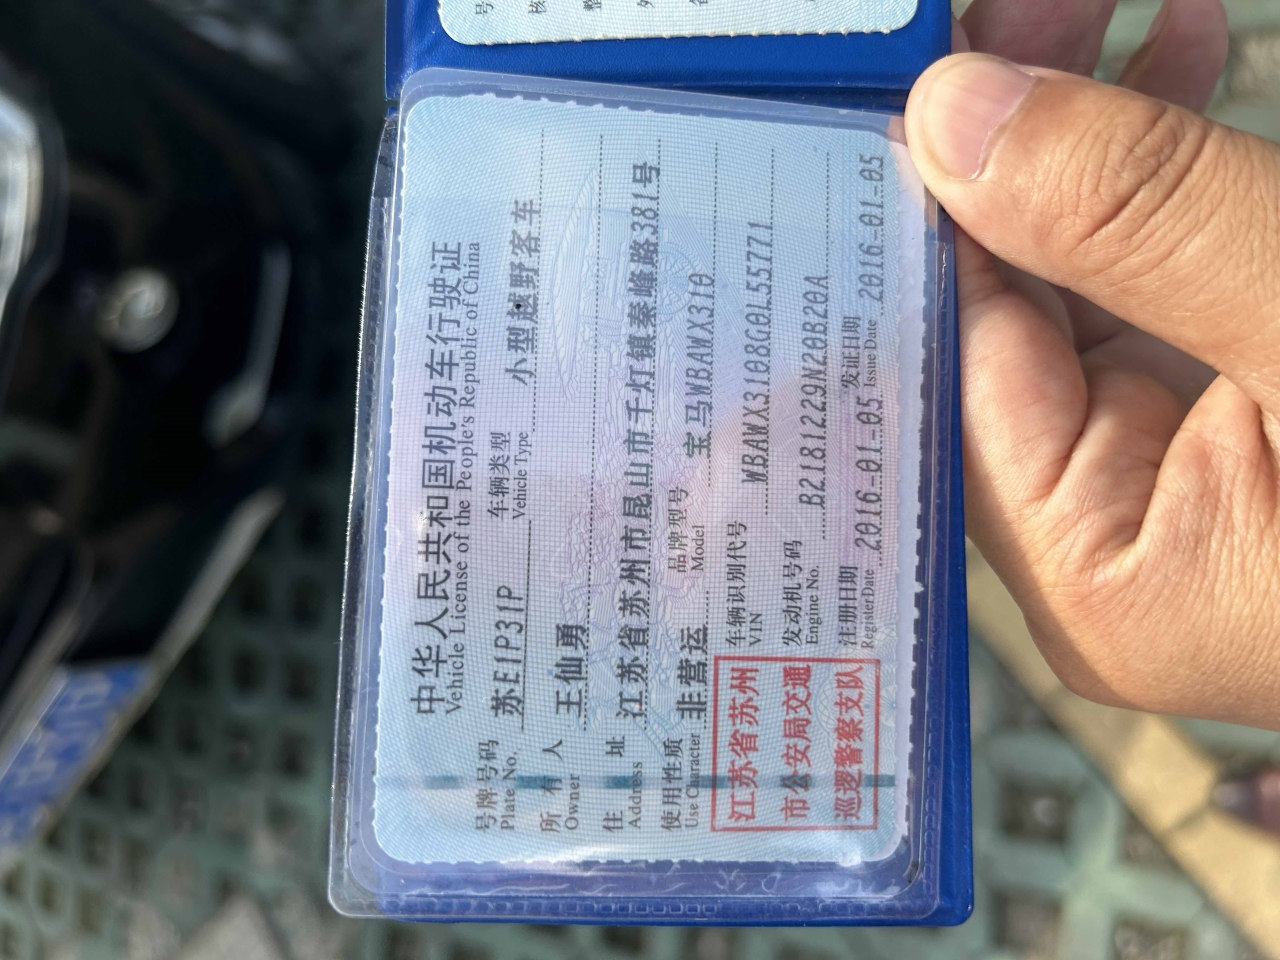 中华人民共和国机动车行驶证
Vehicle License of the People's Republic of China
号牌号码 苏E1P31P 车辆类型 小型越野客车
Plate No. Vehicle Type
所有人 王仙勇
Owner
住址 江苏省苏州市昆山市千灯镇秦峰路381号
Address
使用性质 非营运 品牌型号 宝马WBAWX310
Use Character Model
江苏省苏州
市公安局交通
巡逻警察支队
车辆识别代号 WBAWX3108G0L55771
VIN
发动机号码 B2181229N20B20A
Engine No.
注册日期 2016-01-05 发证日期 2016-01-05
Register Date Issue Date